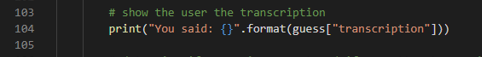 103 # show the user the transcription
104 print("You said: {}".format(guess["transcription"]))
105